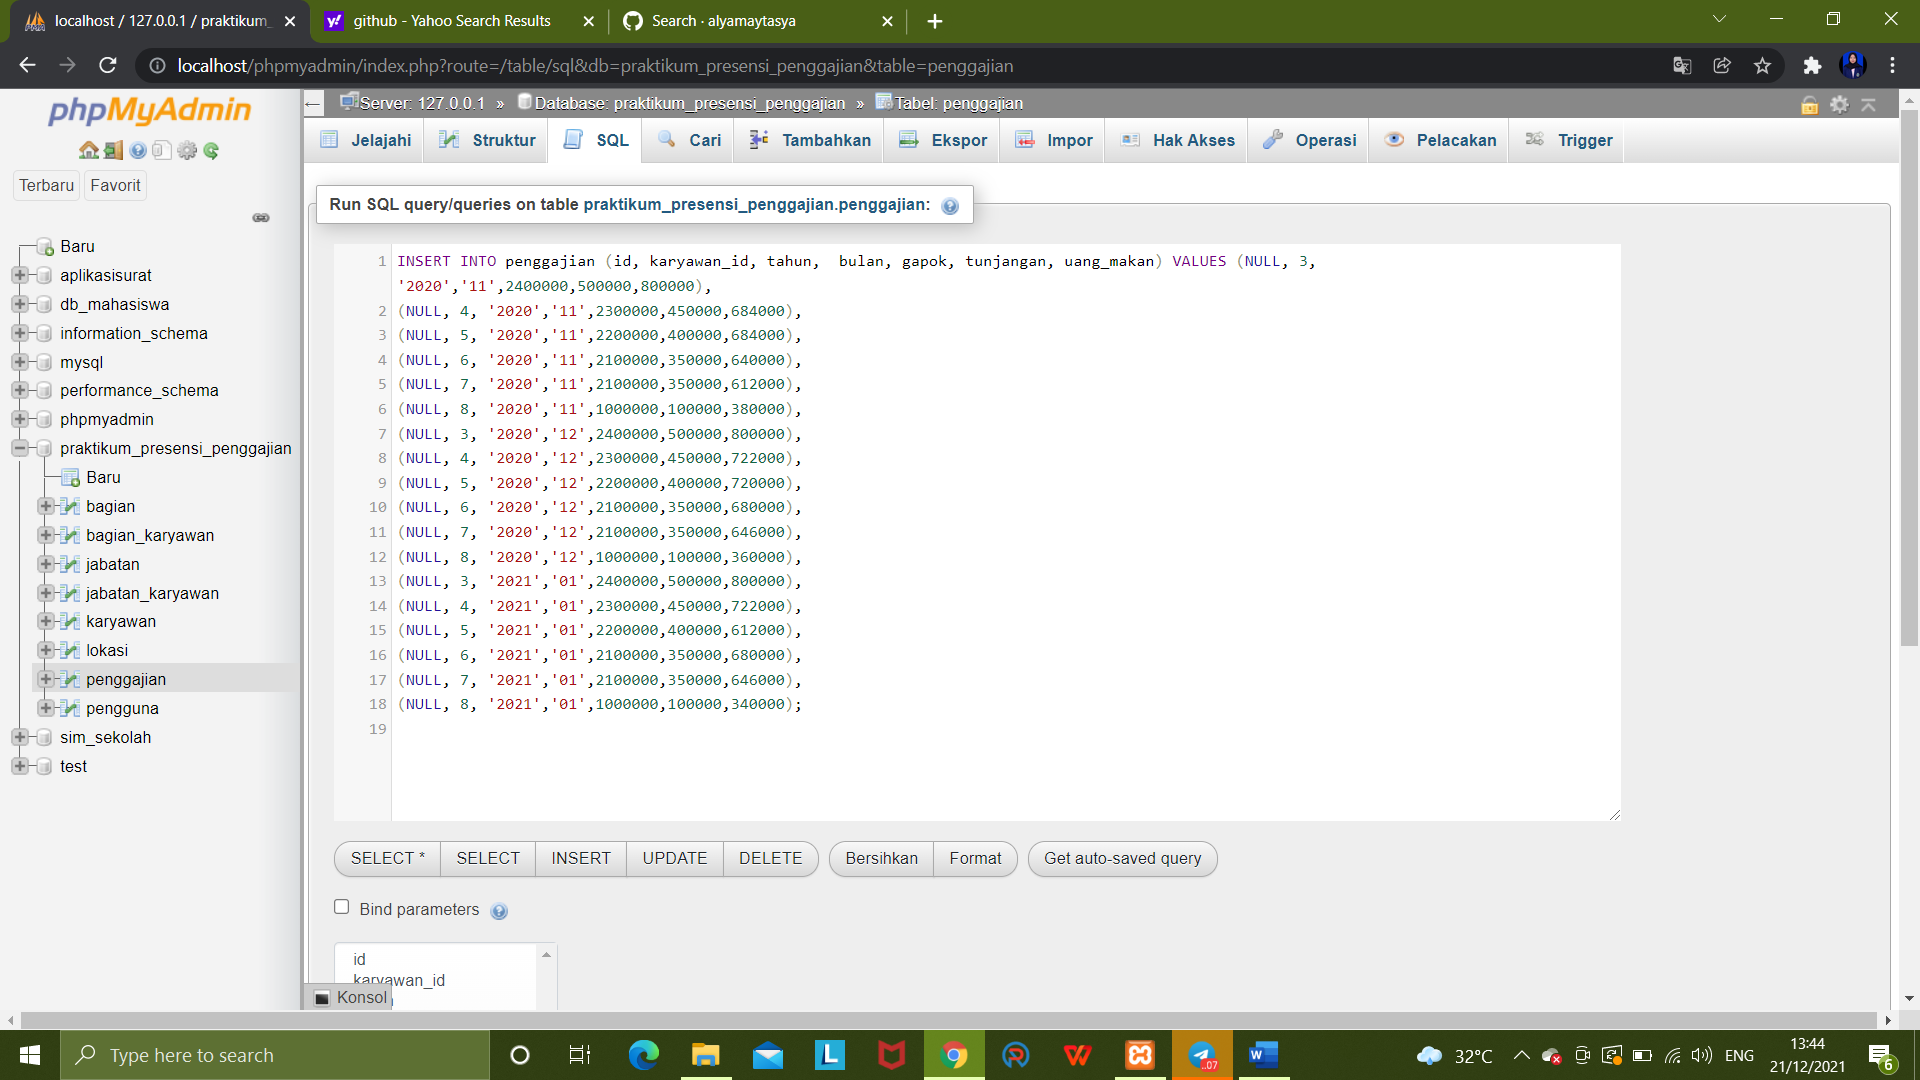 localhost / 127.0.0.1 / praktikum_
github - Yahoo Search Results
Search · alyamaytasya
localhost/phpmyadmin/index.php?route=/table/sql&db=praktikum_presensi_penggajian&table=penggajian
phpMyAdmin
Terbaru
Favorit
Baru
aplikasisurat
db_mahasiswa
information_schema
mysql
performance_schema
phpmyadmin
praktikum_presensi_penggajian
Baru
bagian
bagian_karyawan
jabatan
jabatan_karyawan
karyawan
lokasi
penggajian
pengguna
sim_sekolah
test
Server: 127.0.0.1 » Database: praktikum_presensi_penggajian » Tabel: penggajian
Jelajahi Struktur SQL Cari Tambahkan Ekspor Impor Hak Akses Operasi Pelacakan Trigger
Run SQL query/queries on table praktikum_presensi_penggajian.penggajian:
1 INSERT INTO penggajian (id, karyawan_id, tahun,  bulan, gapok, tunjangan, uang_makan) VALUES (NULL, 3,
'2020','11',2400000,500000,800000),
2 (NULL, 4, '2020','11',2300000,450000,684000),
3 (NULL, 5, '2020','11',2200000,400000,684000),
4 (NULL, 6, '2020','11',2100000,350000,640000),
5 (NULL, 7, '2020','11',2100000,350000,612000),
6 (NULL, 8, '2020','11',1000000,100000,380000),
7 (NULL, 3, '2020','12',2400000,500000,800000),
8 (NULL, 4, '2020','12',2300000,450000,722000),
9 (NULL, 5, '2020','12',2200000,400000,720000),
10 (NULL, 6, '2020','12',2100000,350000,680000),
11 (NULL, 7, '2020','12',2100000,350000,646000),
12 (NULL, 8, '2020','12',1000000,100000,360000),
13 (NULL, 3, '2021','01',2400000,500000,800000),
14 (NULL, 4, '2021','01',2300000,450000,722000),
15 (NULL, 5, '2021','01',2200000,400000,612000),
16 (NULL, 6, '2021','01',2100000,350000,680000),
17 (NULL, 7, '2021','01',2100000,350000,646000),
18 (NULL, 8, '2021','01',1000000,100000,340000);
19
SELECT * SELECT INSERT UPDATE DELETE Bersihkan Format Get auto-saved query
Bind parameters
id
karyawan_id
Konsol
Type here to search
32°C
ENG
13:44
21/12/2021
6